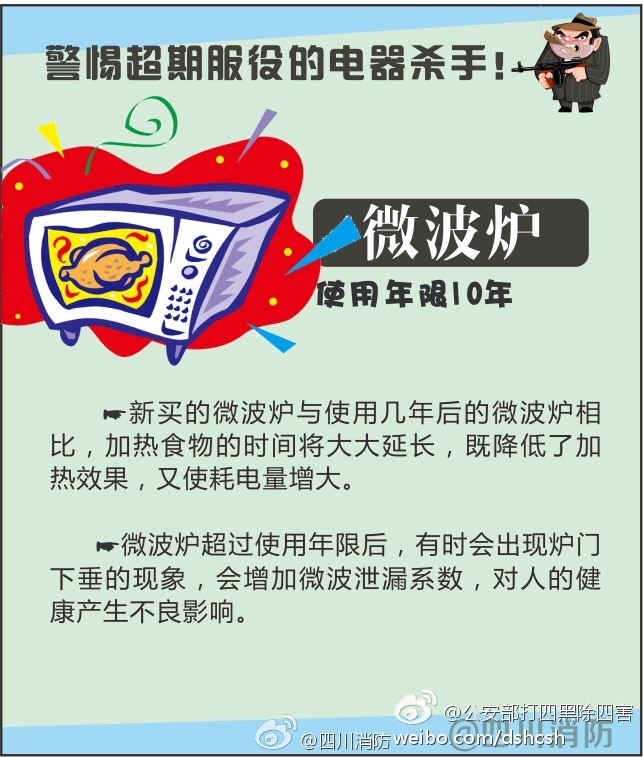 警惕超期服役的电器杀手！
微波炉
使用年限10年
☛新买的微波炉与使用几年后的微波炉相
比，加热食物的时间将大大延长，既降低了加
热效果，又使耗电量增大。
☛微波炉超过使用年限后，有时会出现炉门
下垂的现象，会增加微波泄漏系数，对人的健
康产生不良影响。
@公安部打四黑除四害
@四川消防 weibo.com/dshcsh
@四川消防